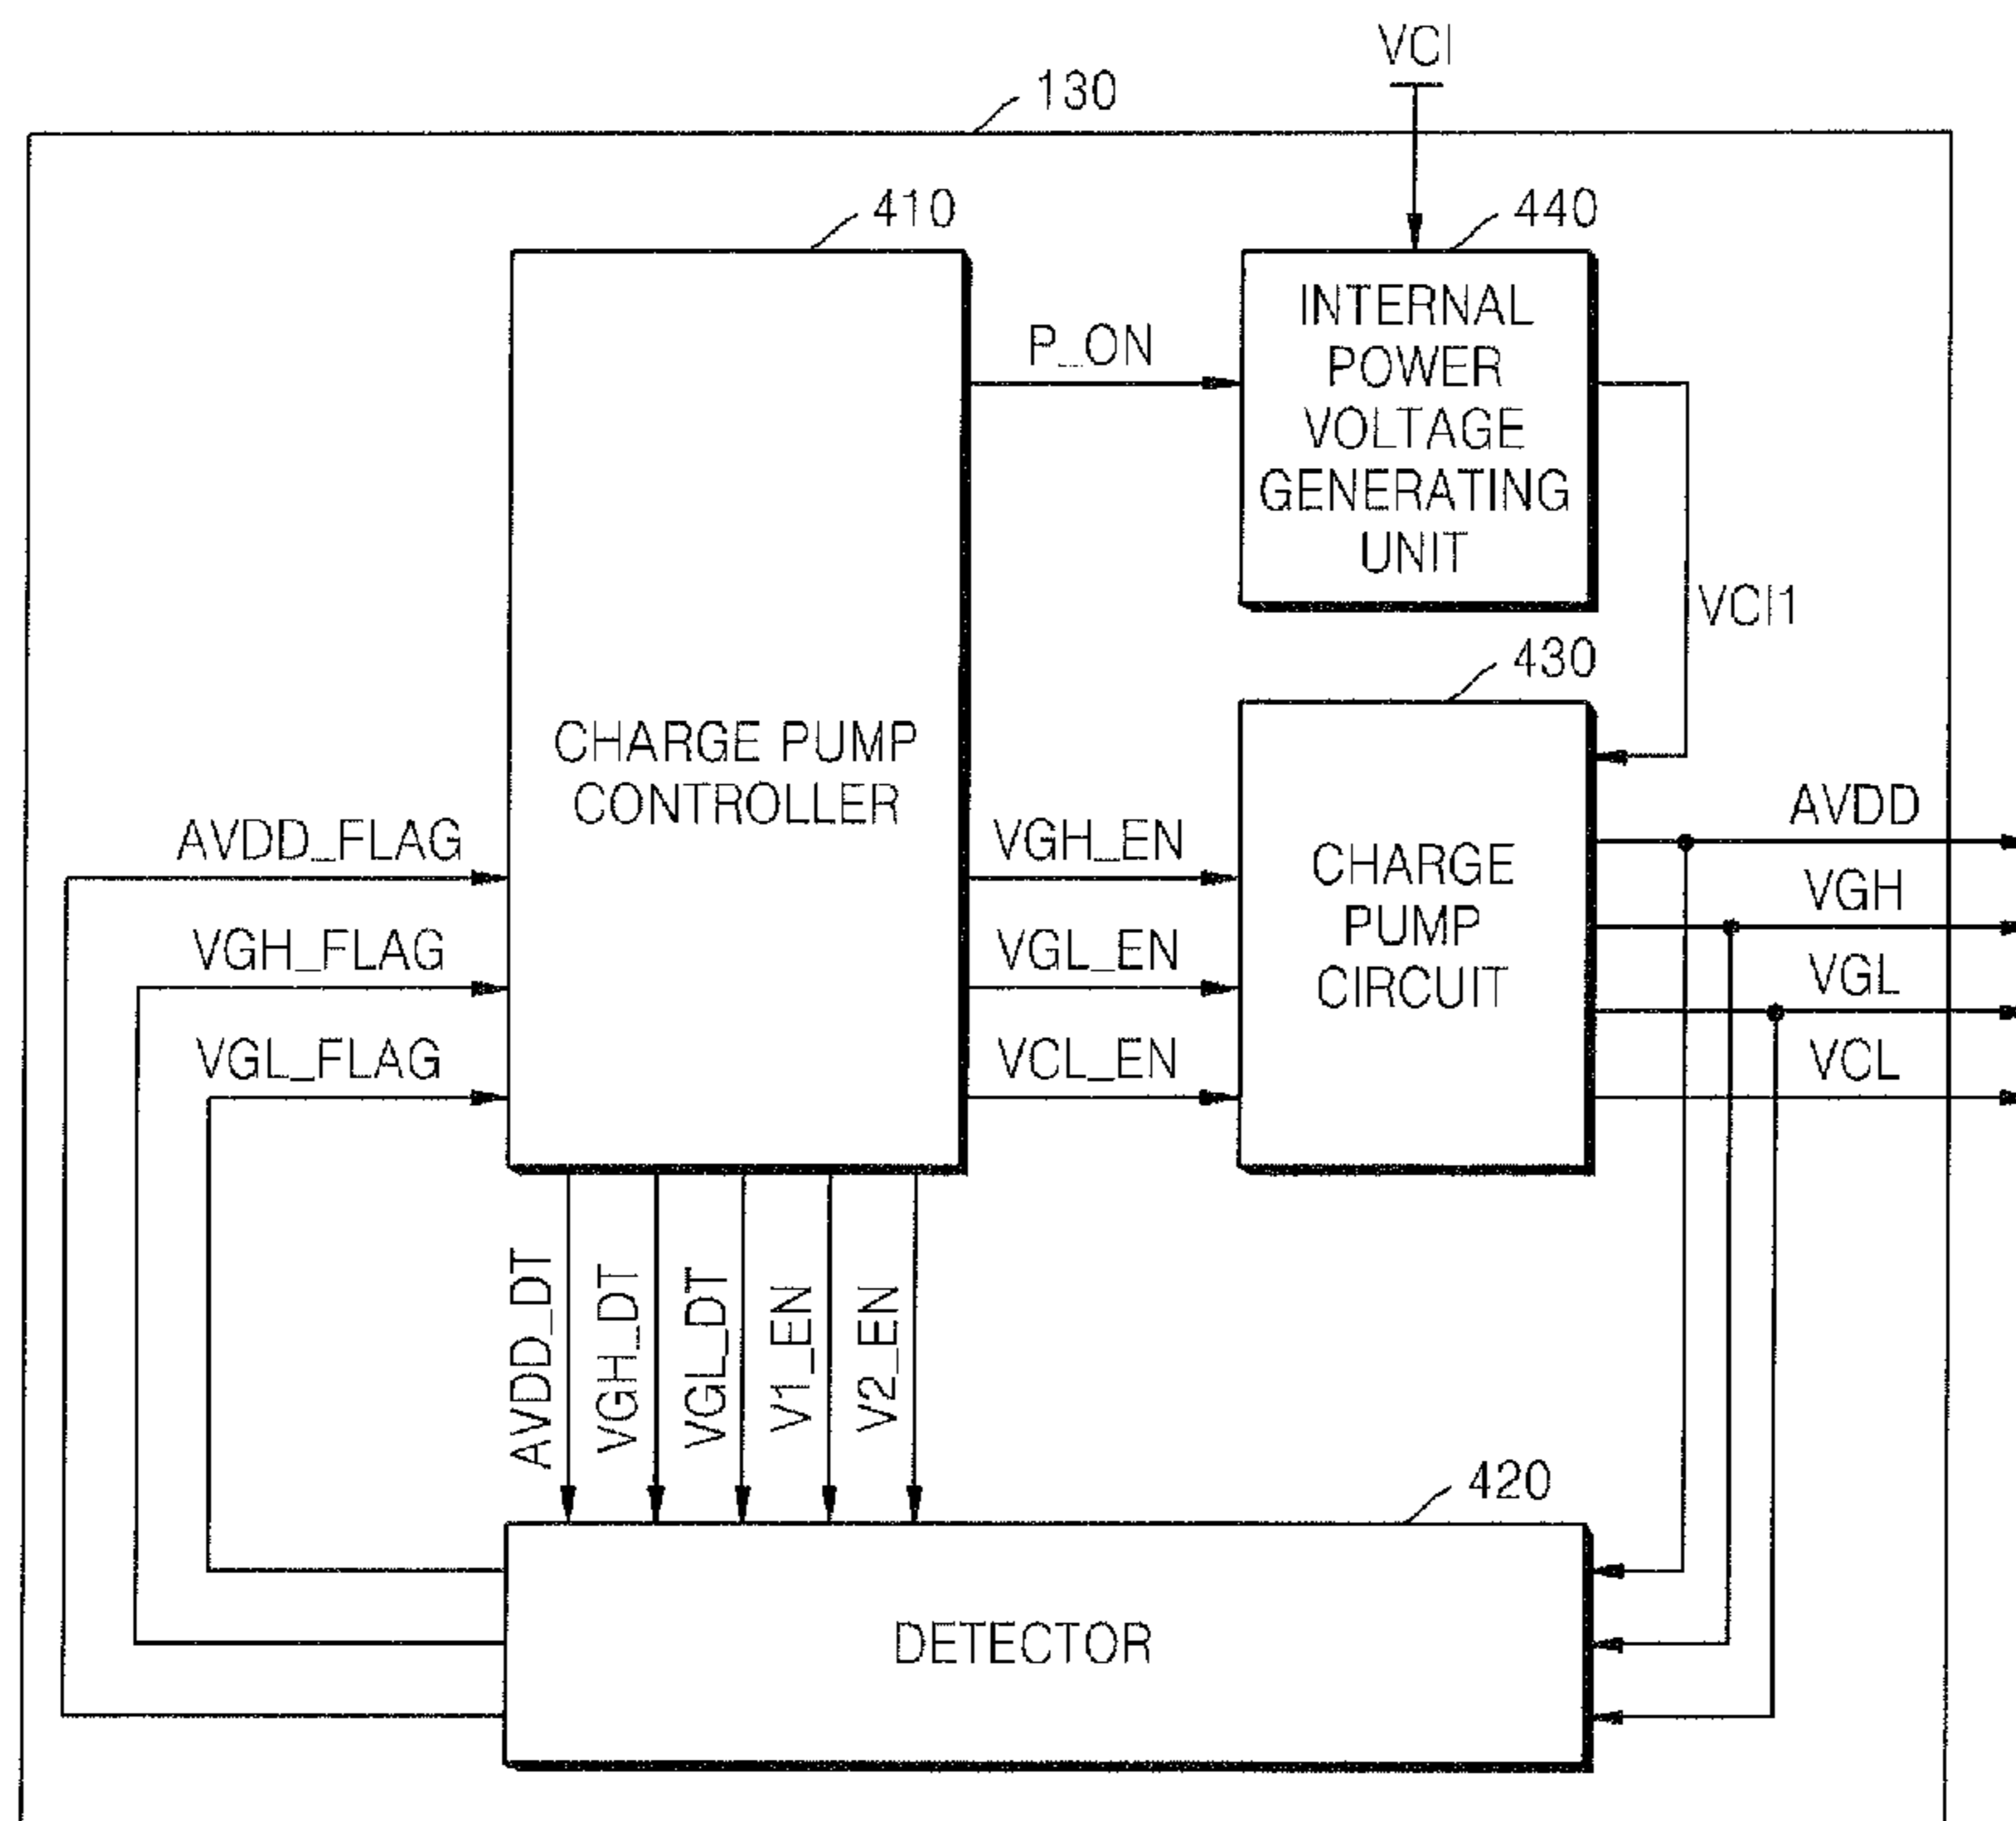 VCI
130
410
440
P_ON
INTERNAL
POWER
VOLTAGE
GENERATING
UNIT
VCI1
430
CHARGE PUMP
CONTROLLER
AVDD_FLAG
VGH_FLAG
VGL_FLAG
VGH_EN
VGL_EN
VCL_EN
CHARGE
PUMP
CIRCUIT
AVDD
VGH
VGL
VCL
AVDD_DT
VGH_DT
VGL_DT
V1_EN
V2_EN
420
DETECTOR